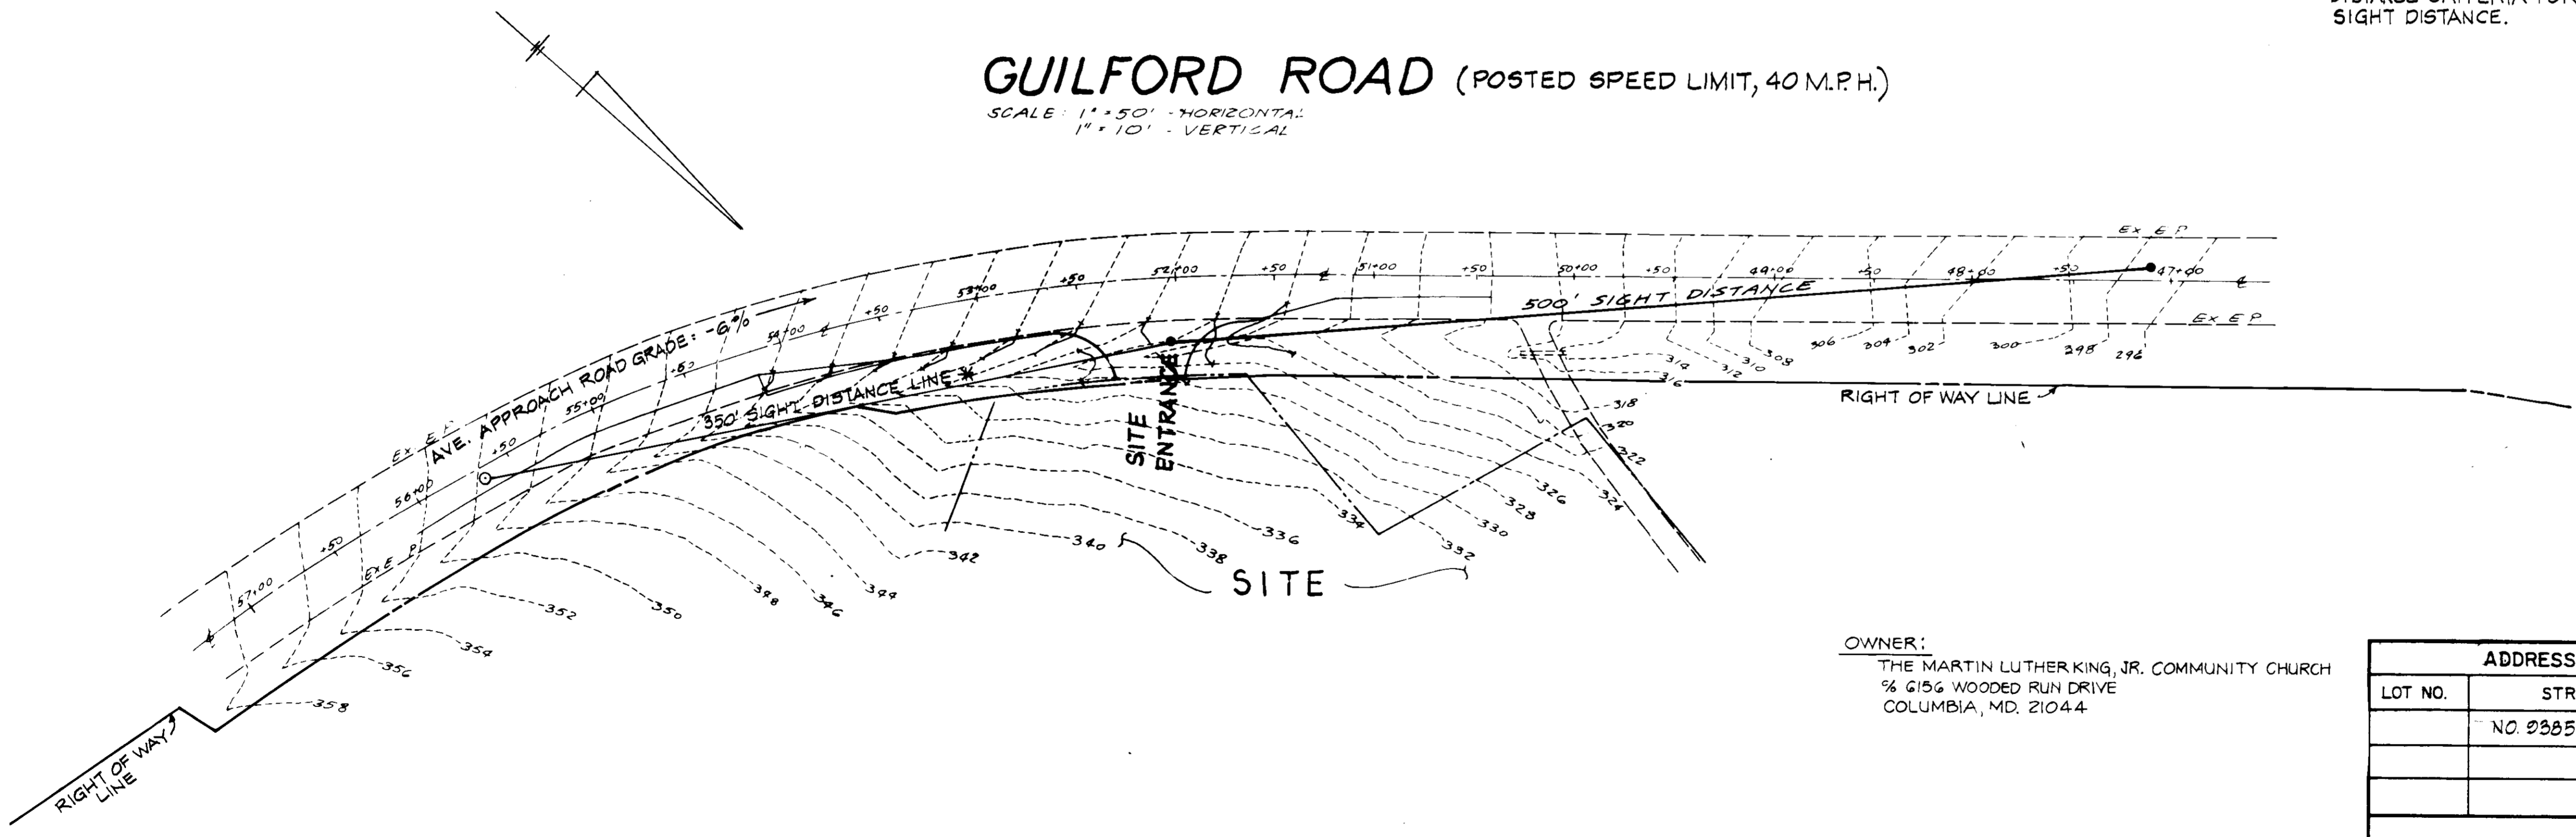 SIGHT DISTANCE.
GUILFORD ROAD (POSTED SPEED LIMIT, 40 M.P.H.)
SCALE: 1" = 50' - HORIZONTAL
1" = 10' - VERTICAL
EX E P
47+00
+50
48+00
+50
49+00
+50
50+00
+50
51+00
+50
52+00
+50
53+00
+50
54+00
+50
55+00
+50
56+00
+50
57+00
500' SIGHT DISTANCE
EX E P
AVE. APPROACH ROAD GRADE: -6%
350' SIGHT DISTANCE LINE *
EX E P
EX E P
SITE
ENTRANCE
RIGHT OF WAY LINE
296
298
300
302
304
306
308
310
312
314
316
318
320
322
324
326
328
330
332
334
336
338
340
342
344
346
348
350
352
354
356
358
SITE
RIGHT OF WAY
LINE
OWNER:
THE MARTIN LUTHER KING, JR. COMMUNITY CHURCH
℅ 6156 WOODED RUN DRIVE
COLUMBIA, MD. 21044
ADDRESS
LOT NO.
STR
NO. 9385